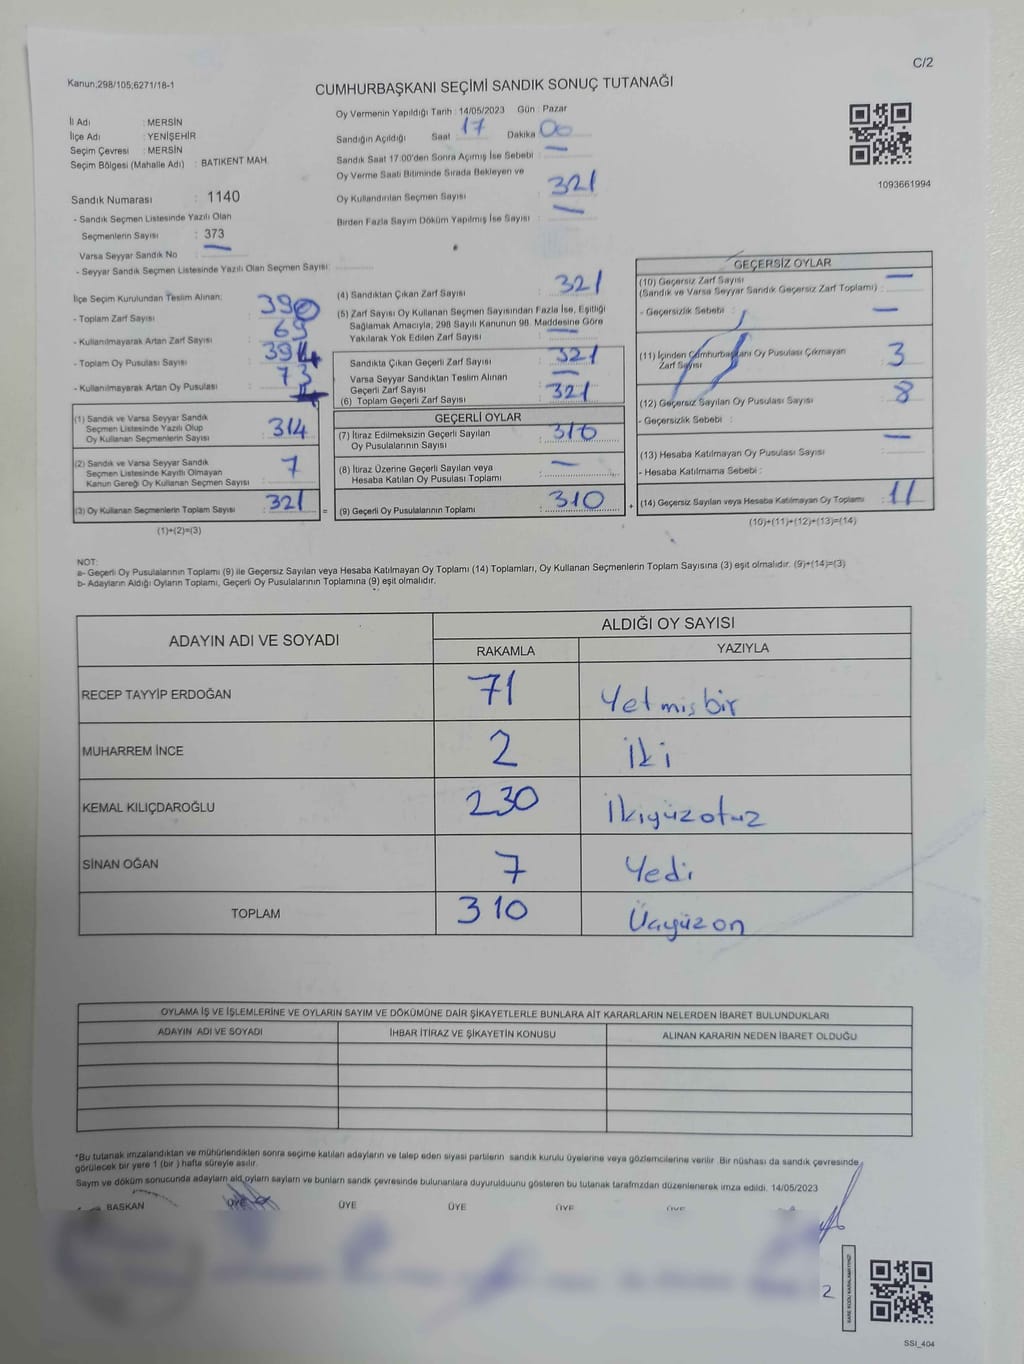 C/2
Kanun:298/105;6271/18-1
CUMHURBAŞKANI SEÇİMİ SANDIK SONUÇ TUTANAĞI
İl Adı : MERSİN
İlçe Adı : YENİŞEHİR
Seçim Çevresi : MERSİN
Seçim Bölgesi (Mahalle Adı) : BATIKENT MAH.
Oy Vermenin Yapıldığı Tarih : 14/05/2023 Gün : Pazar
Sandığın Açıldığı Saat 17 Dakika 00
Sandık Saat 17:00'den Sonra Açılmış İse Sebebi : —
Oy Verme Saati Bitiminde Sırada Bekleyen ve
Oy Kullandırılan Seçmen Sayısı : 321
Birden Fazla Sayım Döküm Yapılmış İse Sayısı : —
1093661994
Sandık Numarası : 1140
- Sandık Seçmen Listesinde Yazılı Olan
Seçmenlerin Sayısı : 373
Varsa Seyyar Sandık No —
- Seyyar Sandık Seçmen Listesinde Yazılı Olan Seçmen Sayısı:
İlçe Seçim Kurulundan Teslim Alınan;
- Toplam Zarf Sayısı : 390
- Kullanılmayarak Artan Zarf Sayısı : 69
- Toplam Oy Pusulası Sayısı : 394
- Kullanılmayarak Artan Oy Pusulası : 73
(1) Sandık ve Varsa Seyyar Sandık
Seçmen Listesinde Yazılı Olup
Oy Kullanan Seçmenlerin Sayısı : 314
(2) Sandık ve Varsa Seyyar Sandık
Seçmen Listesinde Kayıtlı Olmayan
Kanun Gereği Oy Kullanan Seçmen Sayısı : 7
(3) Oy Kullanan Seçmenlerin Toplam Sayısı : 321 =
(1)+(2)=(3)
(4) Sandıktan Çıkan Zarf Sayısı : 321
(5) Zarf Sayısı Oy Kullanan Seçmen Sayısından Fazla İse, Eşitliği
Sağlamak Amacıyla, 298 Sayılı Kanunun 98. Maddesine Göre
Yakılarak Yok Edilen Zarf Sayısı : —
Sandıkta Çıkan Geçerli Zarf Sayısı : 321
Varsa Seyyar Sandıktan Teslim Alınan
Geçerli Zarf Sayısı : —
(6) Toplam Geçerli Zarf Sayısı : 321
GEÇERLİ OYLAR
(7) İtiraz Edilmeksizin Geçerli Sayılan
Oy Pusulalarının Sayısı : 310
(8) İtiraz Üzerine Geçerli Sayılan veya
Hesaba Katılan Oy Pusulası Toplamı : —
(9) Geçerli Oy Pusulalarının Toplamı : 310 +
GEÇERSİZ OYLAR
(10) Geçersiz Zarf Sayısı
(Sandık ve Varsa Seyyar Sandık Geçersiz Zarf Toplamı) : —
- Geçersizlik Sebebi : —
(11) İçinden Cumhurbaşkanı Oy Pusulası Çıkmayan
Zarf Sayısı : 3
(12) Geçersiz Sayılan Oy Pusulası Sayısı : 8
- Geçersizlik Sebebi :
(13) Hesaba Katılmayan Oy Pusulası Sayısı : —
- Hesaba Katılmama Sebebi :
(14) Geçersiz Sayılan veya Hesaba Katılmayan Oy Toplamı : 11
(10)+(11)+(12)+(13)=(14)
NOT:
a- Geçerli Oy Pusulalarının Toplamı (9) ile Geçersiz Sayılan veya Hesaba Katılmayan Oy Toplamı (14) Toplamları, Oy Kullanan Seçmenlerin Toplam Sayısına (3) eşit olmalıdır. (9)+(14)=(3)
b- Adayların Aldığı Oyların Toplamı, Geçerli Oy Pusulalarının Toplamına (9) eşit olmalıdır.
ADAYIN ADI VE SOYADI
ALDIĞI OY SAYISI
RAKAMLA YAZIYLA
RECEP TAYYİP ERDOĞAN 71 Yetmişbir
MUHARREM İNCE 2 İki
KEMAL KILIÇDAROĞLU 230 İkiyüzotuz
SİNAN OĞAN 7 Yedi
TOPLAM 310 Üçyüzon
OYLAMA İŞ VE İŞLEMLERİNE VE OYLARIN SAYIM VE DÖKÜMÜNE DAİR ŞİKAYETLERLE BUNLARA AİT KARARLARIN NELERDEN İBARET BULUNDUKLARI
ADAYIN ADI VE SOYADI İHBAR İTİRAZ VE ŞİKAYETİN KONUSU ALINAN KARARIN NEDEN İBARET OLDUĞU
*Bu tutanak imzalandıktan ve mühürlendikten sonra seçime katılan adayların ve talep eden siyasi partilerin sandık kurulu üyelerine veya gözlemcilerine verilir. Bir nüshası da sandık çevresinde
görülecek bir yere 1 (bir ) hafta süreyle asılır.
Sayım ve döküm sonucunda adayların ald oyların sayların ve bunların sandk çevresinde bulunanlara duyurulduunu gösteren bu tutanak tarafmzdan düzenlenerek imza edildi. 14/05/2023
BAŞKAN ÜYE ÜYE ÜYE ÜYE ÜYE
2
KARE KODU KARALAMAYINIZ!
SSI_404